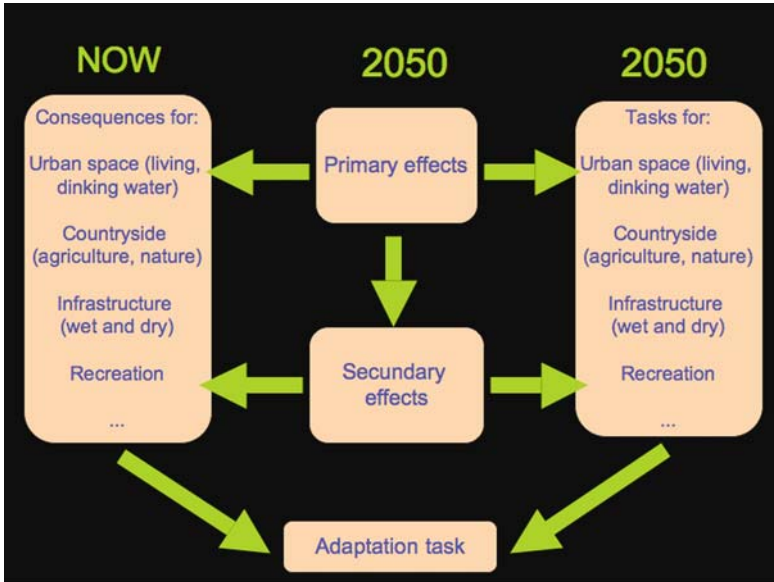 NOW
2050
2050
Consequences for:
Urban space (living,
dinking water)
Countryside
(agriculture, nature)
Infrastructure
(wet and dry)
Recreation
...
Primary effects
Secundary
effects
Tasks for:
Urban space (living,
dinking water)
Countryside
(agriculture, nature)
Infrastructure
(wet and dry)
Recreation
...
Adaptation task